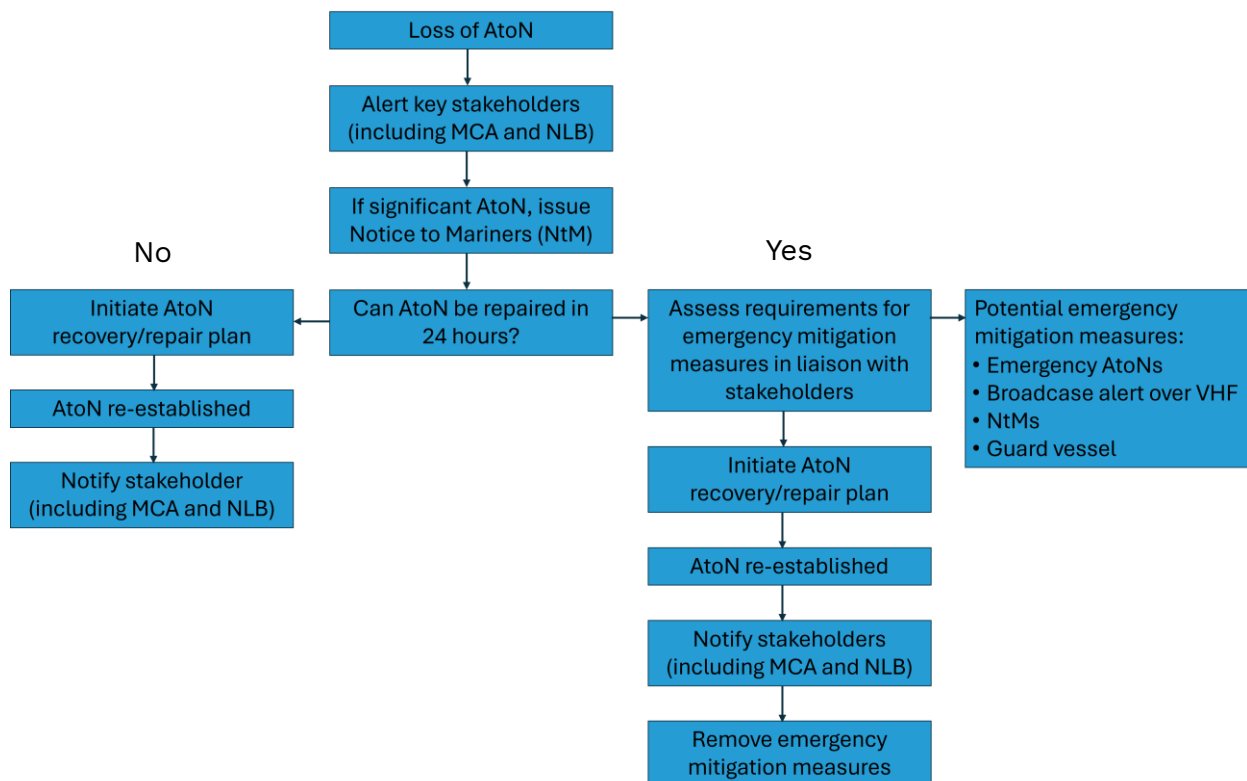 Loss of AtoN
Alert key stakeholders
(including MCA and NLB)
If significant AtoN, issue
Notice to Mariners (NtM)
No
Yes
Can AtoN be repaired in
24 hours?
Initiate AtoN
recovery/repair plan
AtoN re-established
Notify stakeholder
(including MCA and NLB)
Assess requirements for
emergency mitigation
measures in liaison with
stakeholders
Potential emergency
mitigation measures:
• Emergency AtoNs
• Broadcase alert over VHF
• NtMs
• Guard vessel
Initiate AtoN
recovery/repair plan
AtoN re-established
Notify stakeholders
(including MCA and NLB)
Remove emergency
mitigation measures